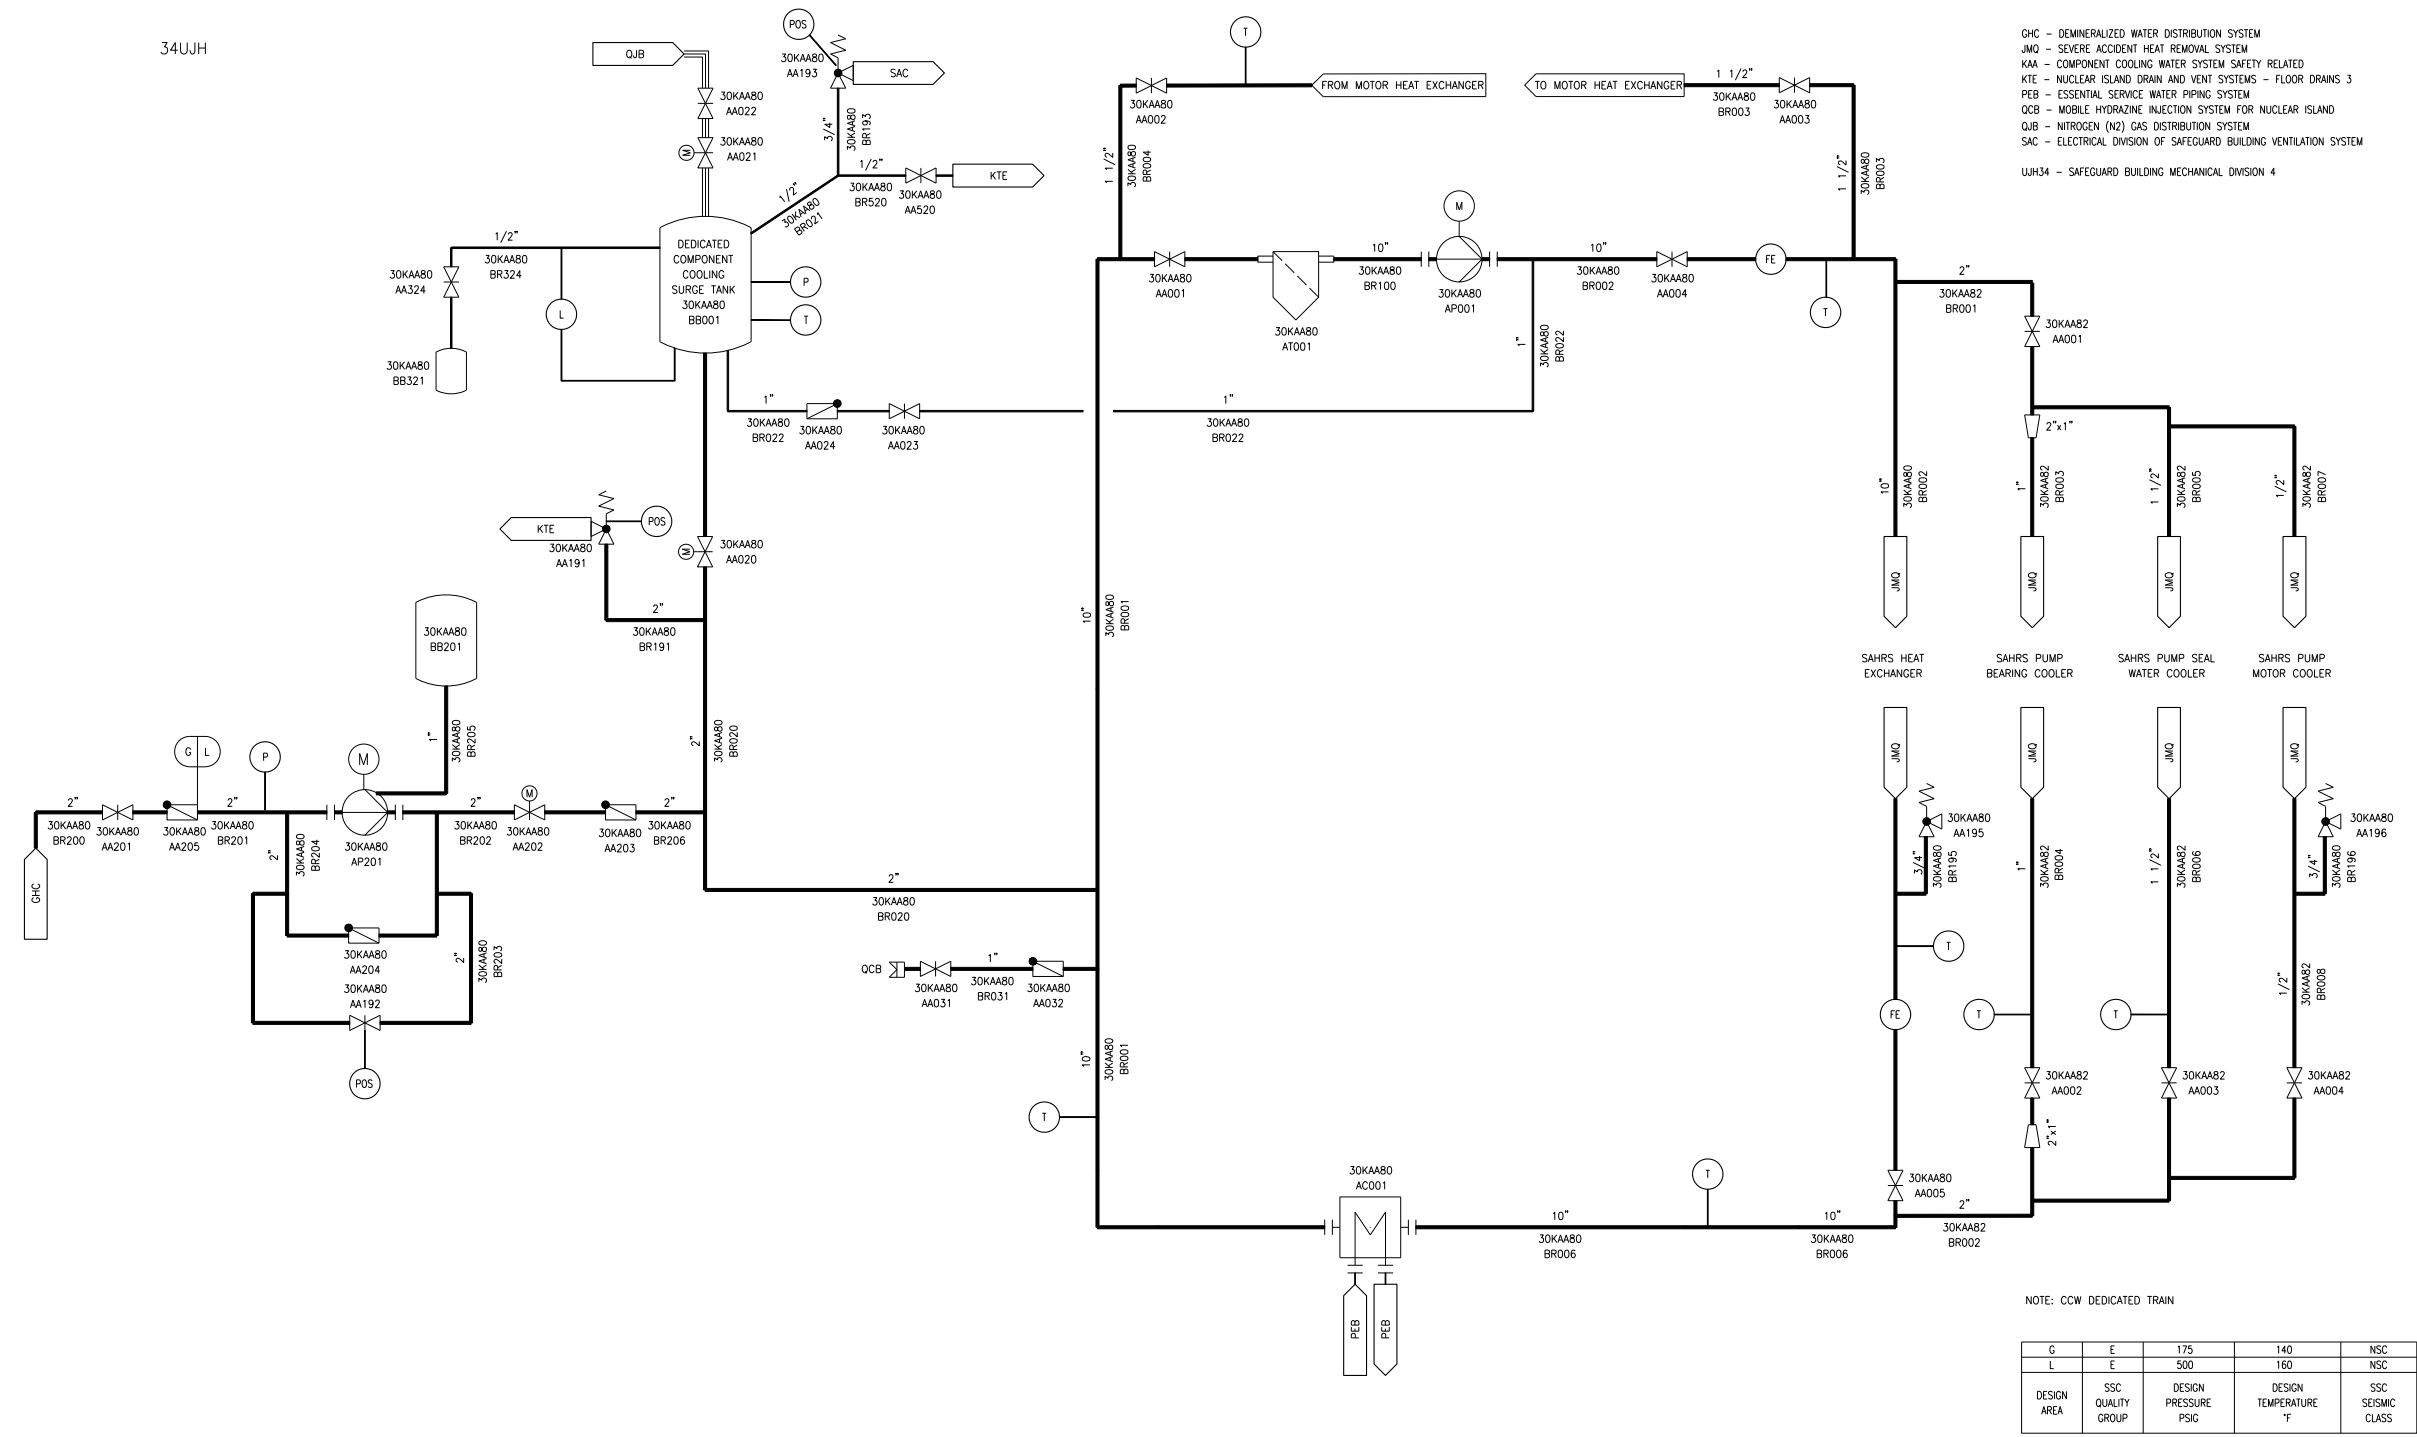 34UJH
QJB
POS
30KAA80
AA193
SAC
30KAA80
AA022
30KAA80
AA021
M
3/4"
30KAA80
BR193
1/2"
30KAA80
BR520
30KAA80
AA520
KTE
1/2"
30KAA80
BR021
1/2"
30KAA80
BR324
30KAA80
AA324
L
30KAA80
BB321
DEDICATED
COMPONENT
COOLING
SURGE TANK
30KAA80
BB001
P
T
1"
30KAA80
BR022
30KAA80
AA024
30KAA80
AA023
1"
30KAA80
BR022
1"
30KAA80
BR022
T
30KAA80
AA002
FROM MOTOR HEAT EXCHANGER
TO MOTOR HEAT EXCHANGER
1 1/2"
30KAA80
BR003
30KAA80
AA003
1 1/2"
30KAA80
BR004
1 1/2"
30KAA80
BR003
30KAA80
AA001
30KAA80
AT001
10"
30KAA80
BR100
M
30KAA80
AP001
10"
30KAA80
BR002
30KAA80
AA004
FE
T
GHC - DEMINERALIZED WATER DISTRIBUTION SYSTEM
JMQ - SEVERE ACCIDENT HEAT REMOVAL SYSTEM
KAA - COMPONENT COOLING WATER SYSTEM SAFETY RELATED
KTE - NUCLEAR ISLAND DRAIN AND VENT SYSTEMS - FLOOR DRAINS 3
PEB - ESSENTIAL SERVICE WATER PIPING SYSTEM
QCB - MOBILE HYDRAZINE INJECTION SYSTEM FOR NUCLEAR ISLAND
QJB - NITROGEN (N2) GAS DISTRIBUTION SYSTEM
SAC - ELECTRICAL DIVISION OF SAFEGUARD BUILDING VENTILATION SYSTEM
UJH34 - SAFEGUARD BUILDING MECHANICAL DIVISION 4
2"
30KAA82
BR001
30KAA82
AA001
2"x1"
10"
30KAA80
BR002
1"
30KAA82
BR003
1 1/2"
30KAA82
BR005
1/2"
30KAA82
BR007
JMQ
JMQ
JMQ
JMQ
SAHRS HEAT
EXCHANGER
SAHRS PUMP
BEARING COOLER
SAHRS PUMP SEAL
WATER COOLER
SAHRS PUMP
MOTOR COOLER
JMQ
JMQ
JMQ
JMQ
30KAA80
AA195
3/4"
30KAA80
BR195
1"
30KAA82
BR004
1 1/2"
30KAA82
BR006
30KAA80
AA196
3/4"
30KAA80
BR196
T
FE
T
T
1/2"
30KAA82
BR008
30KAA82
AA002
30KAA82
AA003
30KAA82
AA004
2"x1"
30KAA80
AA005
2"
30KAA82
BR002
KTE
POS
30KAA80
AA191
M
30KAA80
AA020
2"
30KAA80
BR191
10"
30KAA80
BR001
30KAA80
BB201
1"
30KAA80
BR205
2"
30KAA80
BR020
G L
P
M
2"
30KAA80
BR200
30KAA80
AA201
30KAA80
AA205
2"
30KAA80
BR201
30KAA80
AP201
2"
30KAA80
BR202
M
30KAA80
AA202
30KAA80
AA203
2"
30KAA80
BR206
GHC
2"
30KAA80
BR204
30KAA80
AA204
2"
30KAA80
BR203
30KAA80
AA192
POS
2"
30KAA80
BR020
QCB
30KAA80
AA031
1"
30KAA80
BR031
30KAA80
AA032
10"
30KAA80
BR001
T
30KAA80
AC001
PEB
PEB
10"
30KAA80
BR006
T
10"
30KAA80
BR006
NOTE: CCW DEDICATED TRAIN
G E 175 140 NSC
L E 500 160 NSC
DESIGN
AREA
SSC
QUALITY
GROUP
DESIGN
PRESSURE
PSIG
DESIGN
TEMPERATURE
°F
SSC
SEISMIC
CLASS